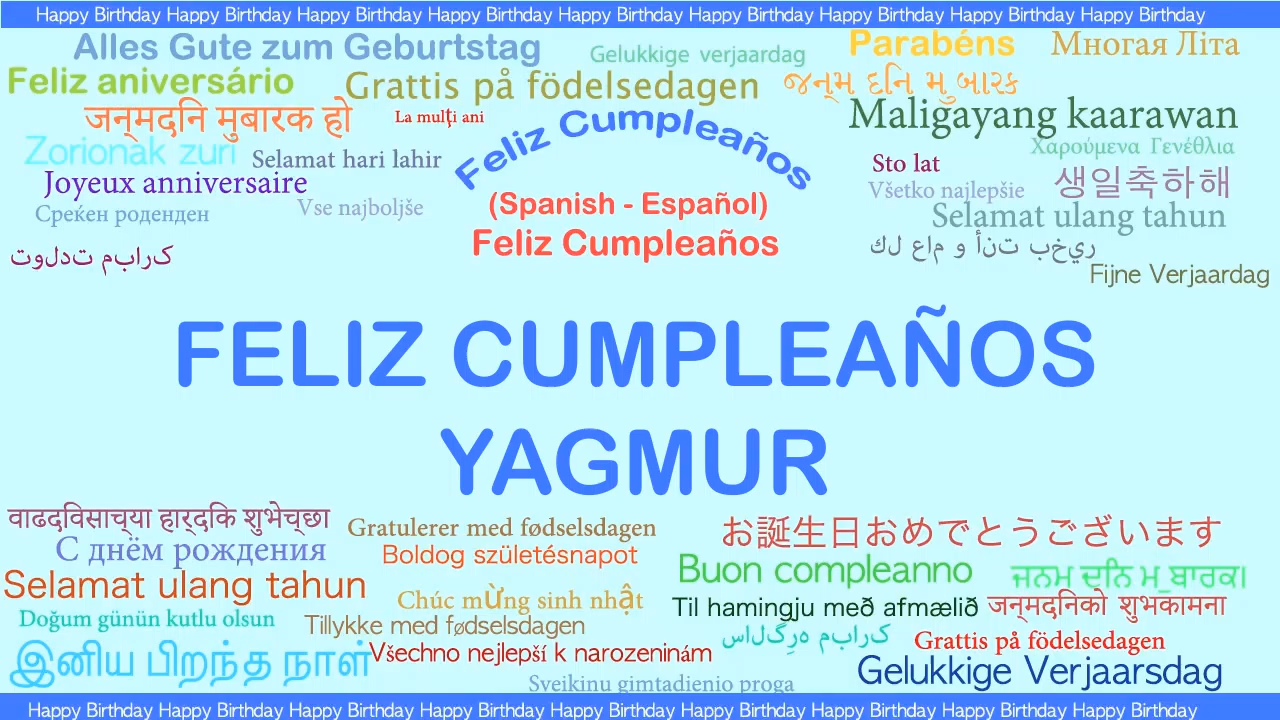 Happy Birthday Happy Birthday Happy Birthday Happy Birthday Happy Birthday Happy Birthday Happy Birthday Happy Birthday Happy Birthday
Alles Gute zum Geburtstag
Gelukkige verjaardag
Parabéns
Многая Літа
Feliz aniversário
Grattis på födelsedagen
જન્મ દિન મુબારક
जन्मदिन मुबारक हो
La mulţi ani
Feliz Cumpleaños
Maligayang kaarawan
Zorionak zuri
Selamat hari lahir
Χαρούμενα Γενέθλια
Sto lat
Joyeux anniversaire
(Spanish - Español)
Všetko najlepšie
생일축하해
Среќен роденден
Vse najboljše
Selamat ulang tahun
Feliz Cumpleaños
تولدت مبارک
كل عام و أنت بخير
Fijne Verjaardag
FELIZ CUMPLEAÑOS
YAGMUR
वाढदिवसाच्या हार्दिक शुभेच्छा
Gratulerer med fødselsdagen
お誕生日おめでとうございます
С днём рождения
Boldog születésnapot
Buon compleanno
ਜਨਮ ਦਿਨ ਮੁਬਾਰਕ।
Selamat ulang tahun
Chúc mừng sinh nhật
Til hamingju með afmælið
जन्मदिनको शुभकामना
Doğum günün kutlu olsun
Tillykke med fødselsdagen
سالگرہ مبارک
Grattis på födelsedagen
இனிய பிறந்த நாள்
Všechno nejlepší k narozeninám
Gelukkige Verjaarsdag
Sveikinu gimtadienio proga
Happy Birthday Happy Birthday Happy Birthday Happy Birthday Happy Birthday Happy Birthday Happy Birthday Happy Birthday Happy Birthday